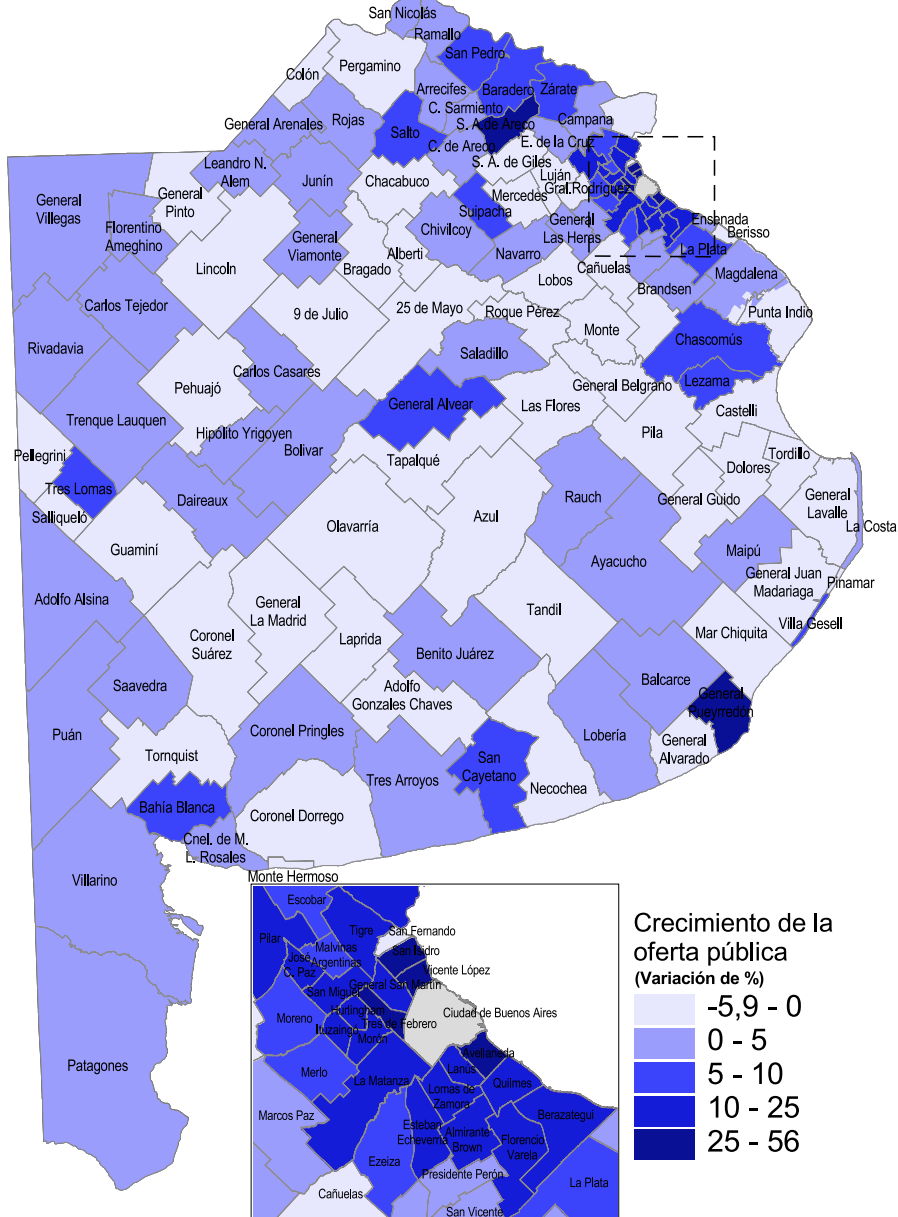 San Nicolás
Ramallo
San Pedro
Pergamino
Colón
Arrecifes
Baradero
Zárate
C. Sarmiento
Rojas
General Arenales
Salto
S. A de Areco
Campana
E. de la Cruz
C. de Areco
S. A. de Giles
Leandro N.
Alem
Junín
Chacabuco
Luján
Gral.Rodríguez
General
Villegas
General
Pinto
Mercedes
Suipacha
Florentino
Ameghino
General
Viamonte
Chivilcoy
General
Las Heras
Ensenada
Berisso
La Plata
Alberti
Navarro
Lincoln
Bragado
Cañuelas
Lobos
Magdalena
Brandsen
Carlos Tejedor
9 de Julio
25 de Mayo
Roque Pérez
Monte
Punta Indio
Chascomús
Rivadavia
Saladillo
Carlos Casares
Pehuajó
General Belgrano
Lezama
General Alvear
Las Flores
Castelli
Trenque Lauquen
Hipólito Yrigoyen
Bolivar
Pila
Pellegrini
Tapalqué
Tordillo
Dolores
Tres Lomas
Daireaux
Rauch
General Guido
General
Lavalle
Salliqueló
Olavarría
Azul
La Costa
Guaminí
Ayacucho
Maipú
General Juan
Madariaga
Pinamar
Adolfo Alsina
General
La Madrid
Tandil
Villa Gesell
Coronel
Suárez
Laprida
Mar Chiquita
Benito Juárez
Saavedra
Adolfo
Gonzales Chaves
Balcarce
General
Pueyrredón
Puán
Coronel Pringles
Lobería
General
Alvarado
Tornquist
San
Cayetano
Tres Arroyos
Necochea
Bahía Blanca
Coronel Dorrego
Cnel. de M.
L. Rosales
Villarino
Monte Hermoso
Patagones
Escobar
Tigre
San Fernando
Pilar
Malvinas
Argentinas
San Isidro
José
C. Paz
Vicente López
General San Martín
San Miguel
Hurlingham
Moreno
Ituzaingó
Tres de Febrero
Ciudad de Buenos Aires
Morón
Avellaneda
Merlo
La Matanza
Lanús
Quilmes
Lomas de
Zamora
Marcos Paz
Esteban
Echeverría
Almirante
Brown
Berazategui
Florencio
Varela
Ezeiza
Presidente Perón
La Plata
Cañuelas
San Vicente
Crecimiento de la
oferta pública
(Variación de %)
-5,9 - 0
0 - 5
5 - 10
10 - 25
25 - 56